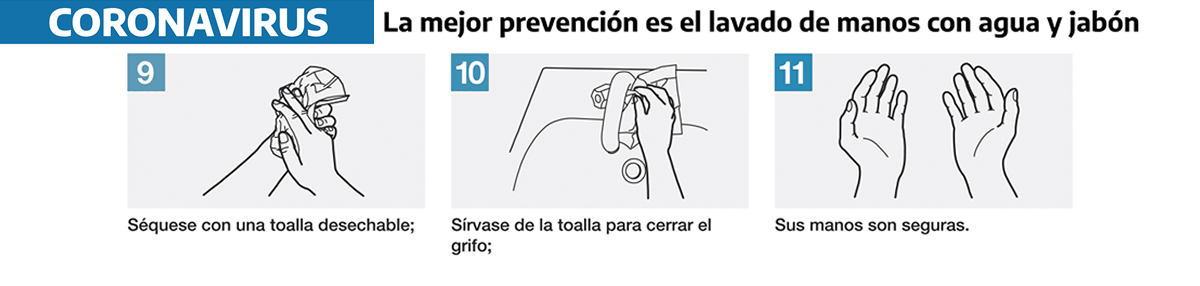 CORONAVIRUS
La mejor prevención es el lavado de manos con agua y jabón
9
10
11
Séquese con una toalla desechable;
Sírvase de la toalla para cerrar el
grifo;
Sus manos son seguras.